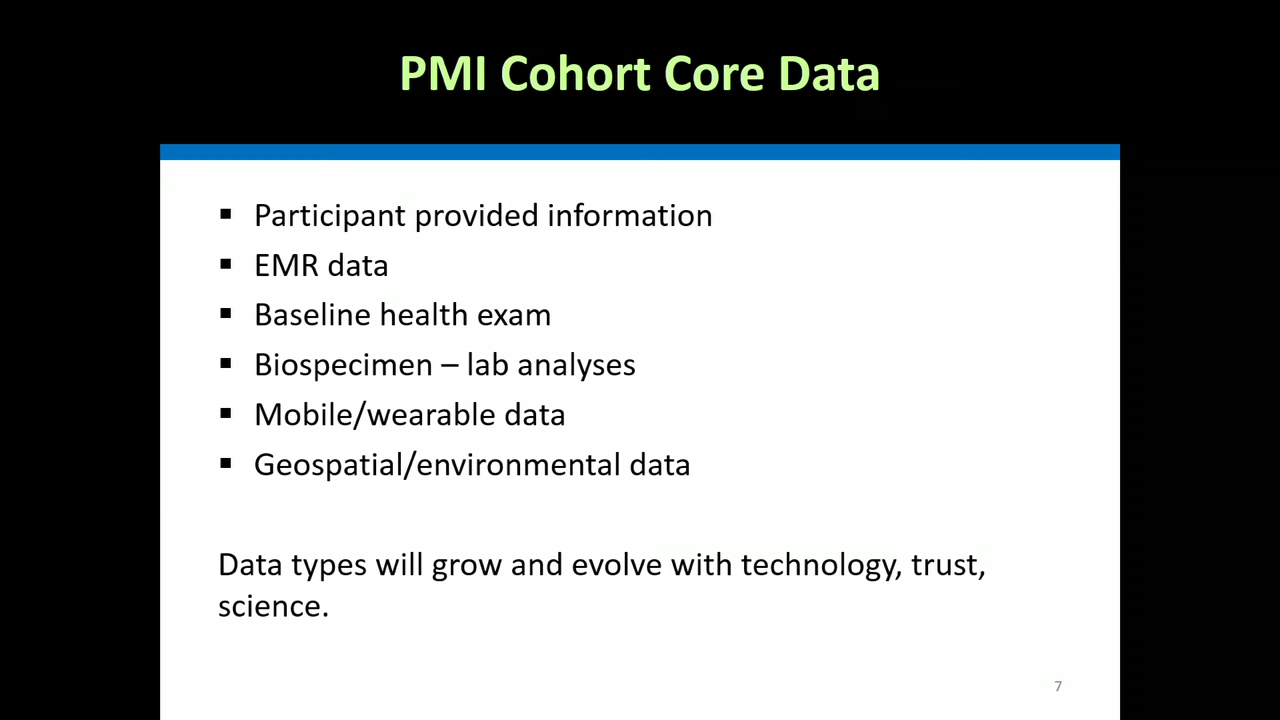 PMI Cohort Core Data
▪ Participant provided information
▪ EMR data
▪ Baseline health exam
▪ Biospecimen – lab analyses
▪ Mobile/wearable data
▪ Geospatial/environmental data
Data types will grow and evolve with technology, trust,
science.
7